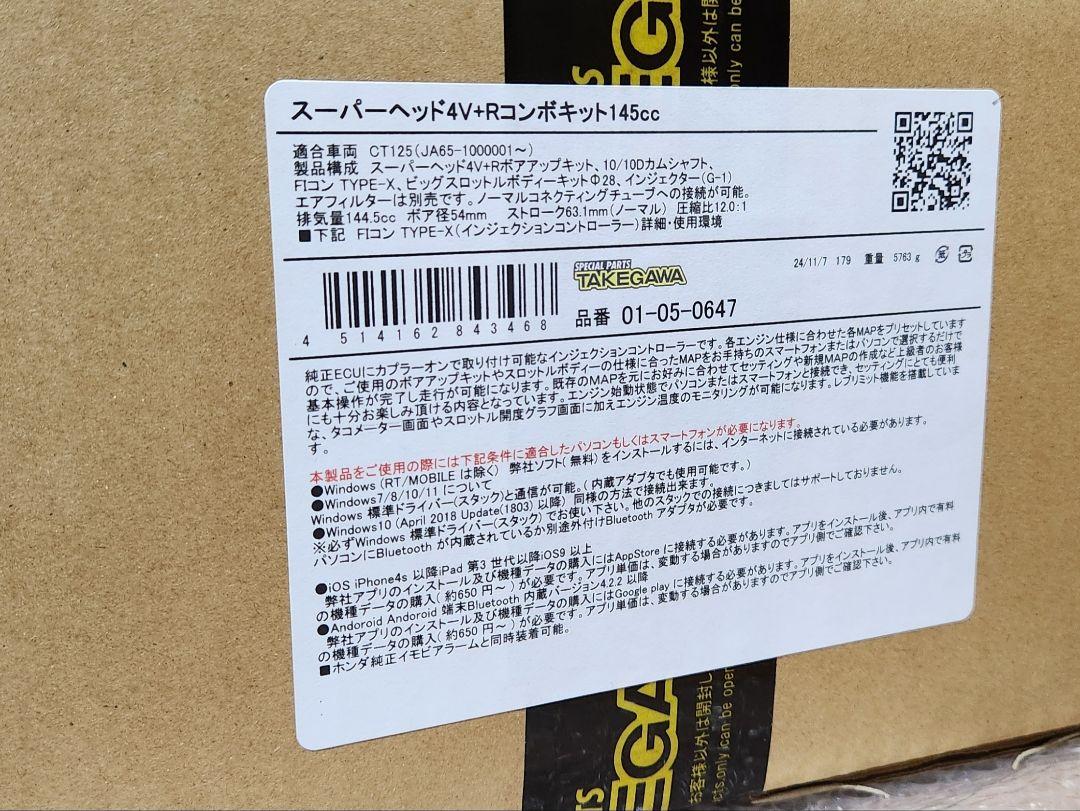 スーパーヘッド4V+Rコンボキット145cc
適合車両 CT125(JA65-1000001～)
製品構成 スーパーヘッド4V+Rボアアップキット、10/10Dカムシャフト、
FIコン TYPE-X、ビッグスロットルボディーキットΦ28、インジェクター(G-1)
エアフィルターは別売です。ノーマルコネクティングチューブへの接続が可能。
排気量144.5cc ボア径54mm ストローク63.1mm(ノーマル) 圧縮比12.0:1
■下記 FIコン TYPE-X(インジェクションコントローラー)詳細・使用環境
SPECIAL PARTS
TAKEGAWA
24/11/7 179 重量 5763 g
4 514162 843468
品番 01-05-0647
純正ECUにカプラーオンで取り付け可能なインジェクションコントローラーです。各エンジン仕様に合わせた各MAPをプリセットしています
ので、ご使用のボアアップキットやスロットルボディーの仕様に合ったMAPをお手持ちのスマートフォンまたはパソコンで選択するだけで
基本操作が完了し走行が可能になります。既存のMAPを元にお好みに合わせてセッティングや新規MAPの作成など上級者のお客様
にも十分お楽しみ頂ける内容となっています。エンジン始動状態でパソコンまたはスマートフォンと接続でき、セッティングにとても便利
な、タコメーター画面やスロットル開度グラフ画面に加えエンジン温度のモニタリングが可能になります。レブリミット機能を搭載していま
す。
本製品をご使用の際には下記条件に適合したパソコンもしくはスマートフォンが必要になります。
●Windows (RT/MOBILE は除く) 弊社ソフト(無料)をインストールするには、インターネットに接続されている必要があります。
●Windows7/8/10/11 について
Windows 標準ドライバー(スタック)と通信が可能。(内蔵アダプタでも使用可能です。)
●Windows10 (April 2018 Update(1803) 以降) 同様の方法で接続出来ます。
※必ずWindows 標準ドライバー(スタック) でお使い下さい。他のスタックでの接続につきましてはサポートしておりません。
パソコンにBluetooth が内蔵されているか別途外付けBluetooth アダプタが必要です。
●iOS iPhone4s 以降iPad 第3 世代以降iOS9 以上
弊社アプリのインストール及び機種データの購入にはAppStore に接続する必要があります。アプリをインストール後、アプリ内で有料
の機種データの購入(約650 円～) が必要です。アプリ単価は、変動する場合がありますのでアプリ側でご確認下さい。
●Andoroid Andoroid 端末Bluetooth 内蔵バージョン4.2.2 以降
弊社アプリのインストール及び機種データの購入にはGoogle play に接続する必要があります。アプリをインストール後、アプリ内で有料
の機種データの購入(約650 円～) が必要です。アプリ単価は、変動する場合がありますのでアプリ側でご確認下さい。
■ホンダ純正イモビアラームと同時装着可能。
様以外は開
only can be
お客様以外は開封し
cts.only can be oper